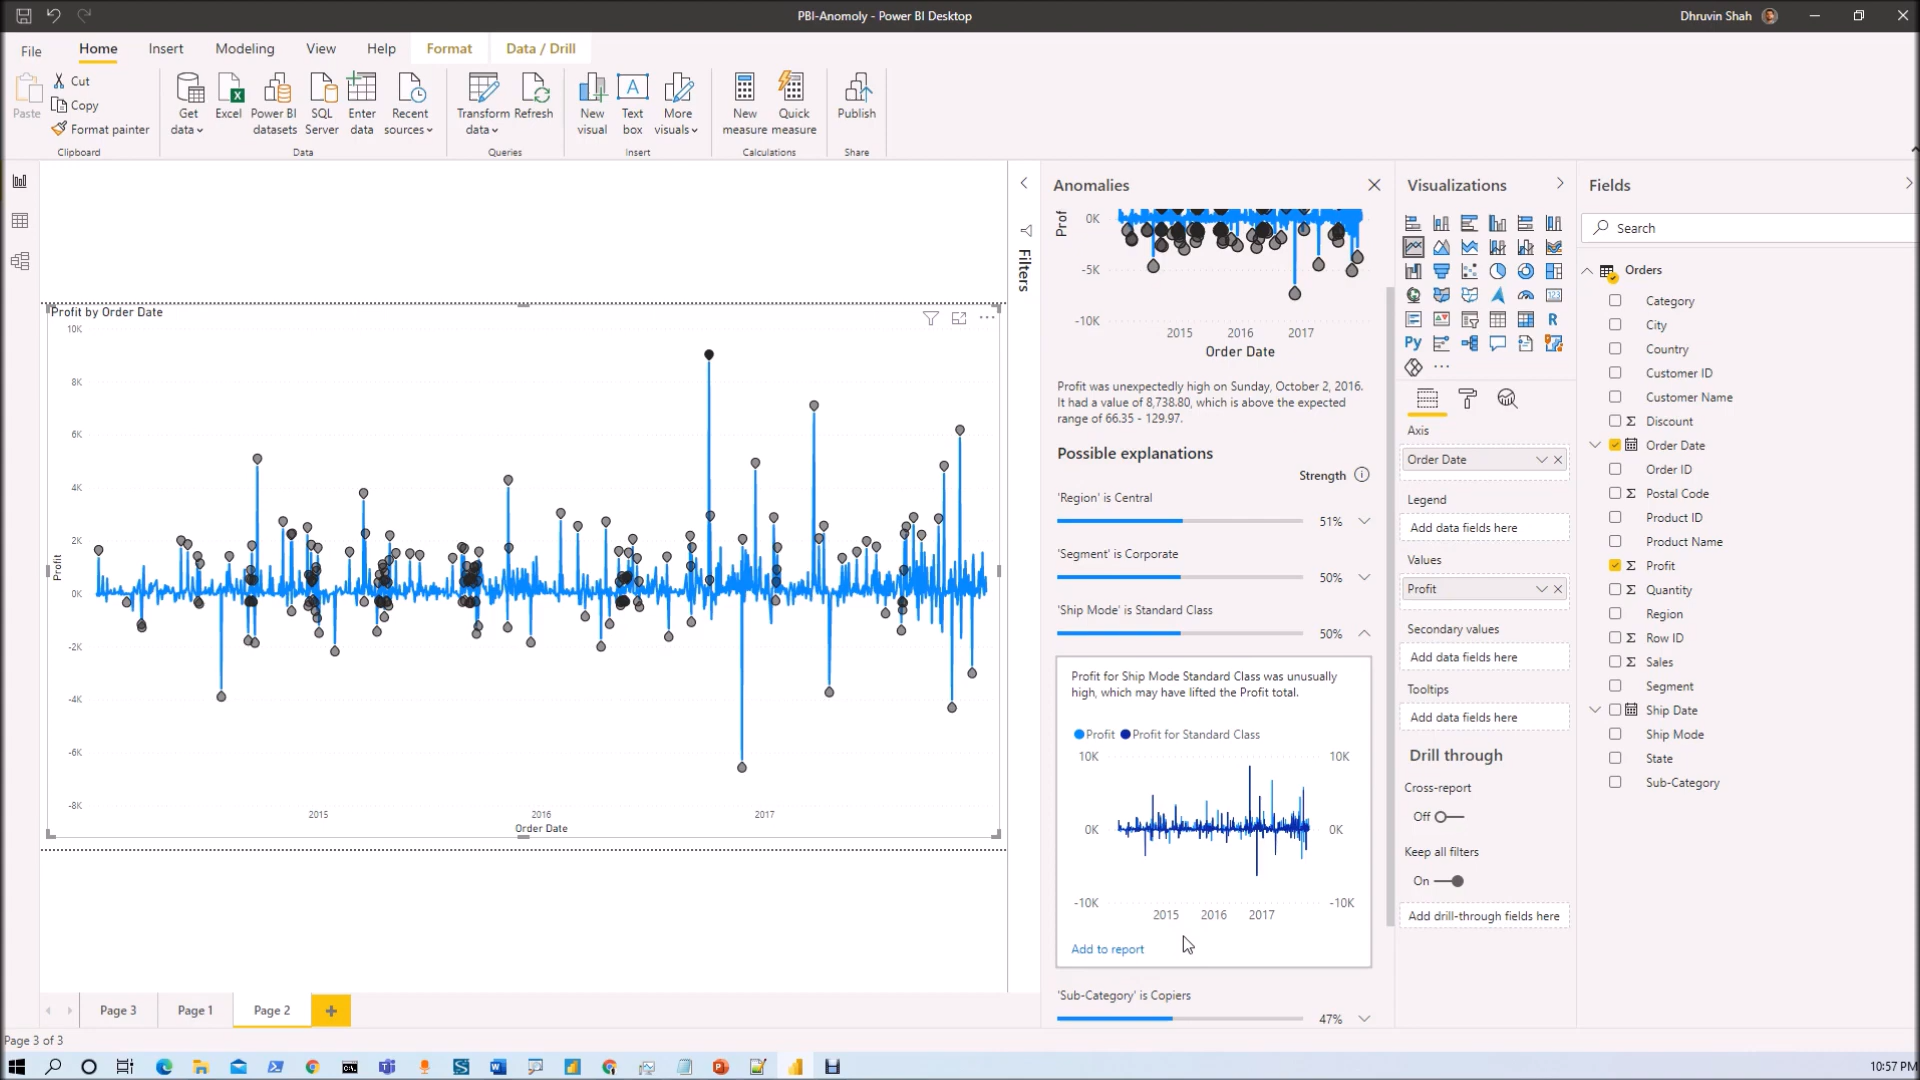 PBI-Anomoly - Power BI Desktop
Dhruvin Shah
File
Home
Insert
Modeling
View
Help
Format
Data / Drill
Paste
Cut
Copy
Format painter
Clipboard
Get data
Excel
Power BI datasets
SQL Server
Enter data
Recent sources
Data
Transform data
Refresh
Queries
New visual
Text box
More visuals
Insert
New measure
Quick measure
Calculations
Publish
Share
Profit by Order Date
10K
8K
6K
4K
2K
0K
-2K
-4K
-6K
-8K
Profit
2015
2016
2017
Order Date
Filters
Anomalies
Prof
0K
-5K
-10K
2015
2016
2017
Order Date
Profit was unexpectedly high on Sunday, October 2, 2016.
It had a value of 8,738.80, which is above the expected
range of 66.35 - 129.97.
Possible explanations
Strength
'Region' is Central
51%
'Segment' is Corporate
50%
'Ship Mode' is Standard Class
50%
Profit for Ship Mode Standard Class was unusually
high, which may have lifted the Profit total.
Profit
Profit for Standard Class
10K
10K
0K
0K
-10K
-10K
2015
2016
2017
Add to report
'Sub-Category' is Copiers
47%
Visualizations
R
Py
Axis
Order Date
Legend
Add data fields here
Values
Profit
Secondary values
Add data fields here
Tooltips
Add data fields here
Drill through
Cross-report
Off
Keep all filters
On
Add drill-through fields here
Fields
Search
Orders
Category
City
Country
Customer ID
Customer Name
Σ Discount
Order Date
Order ID
Σ Postal Code
Product ID
Product Name
Σ Profit
Σ Quantity
Region
Σ Row ID
Σ Sales
Segment
Ship Date
Ship Mode
State
Sub-Category
Page 3
Page 1
Page 2
Page 3 of 3
10:57 PM